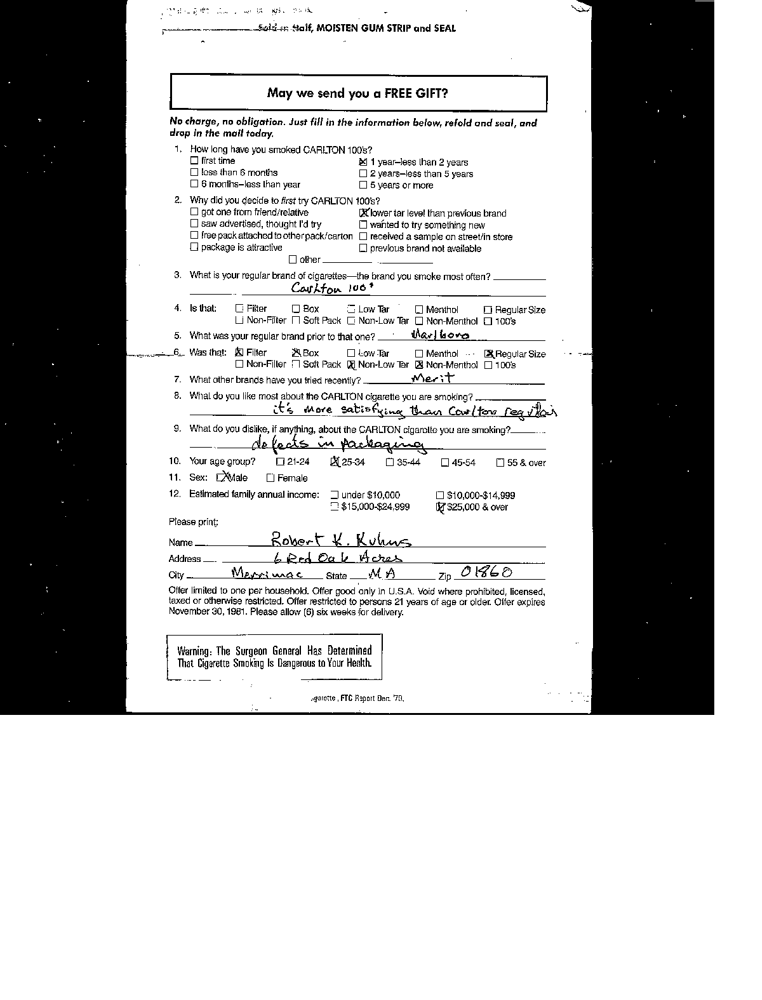 Fold in Half, MOISTEN GUM STRIP and SEAL
May we send you a FREE GIFT?
No charge, no obligation. Just fill in the information below, refold and seal, and
drop in the mail today.
1. How long have you smoked CARLTON 100's?
☐ first time ☒ 1 year–less than 2 years
☐ less than 6 months ☐ 2 years–less than 5 years
☐ 6 months–less than year ☐ 5 years or more
2. Why did you decide to first try CARLTON 100's?
☐ got one from friend/relative ☒ lower tar level than previous brand
☐ saw advertised, thought I'd try ☐ wanted to try something new
☐ free pack attached to other pack/carton ☐ received a sample on street/in store
☐ package is attractive ☐ previous brand not available
☐ other
3. What is your regular brand of cigarettes—the brand you smoke most often?
Carlton 100's
4. Is that: ☐ Filter ☐ Box ☐ Low Tar ☐ Menthol ☐ Regular Size
☐ Non-Filter ☐ Soft Pack ☐ Non-Low Tar ☐ Non-Menthol ☐ 100's
5. What was your regular brand prior to that one? Marlboro
6. Was that: ☒ Filter ☒ Box ☐ Low Tar ☐ Menthol ☒ Regular Size
☐ Non-Filter ☐ Soft Pack ☒ Non-Low Tar ☒ Non-Menthol ☐ 100's
7. What other brands have you tried recently? Merit
8. What do you like most about the CARLTON cigarette you are smoking?
it's more satisfying than Carlton regular
9. What do you dislike, if anything, about the CARLTON cigarette you are smoking?
defects in packaging
10. Your age group? ☐ 21-24 ☒ 25-34 ☐ 35-44 ☐ 45-54 ☐ 55 & over
11. Sex: ☒ Male ☐ Female
12. Estimated family annual income: ☐ under $10,000 ☐ $10,000-$14,999
☐ $15,000-$24,999 ☒ $25,000 & over
Please print:
Name Robert K. Kuhns
Address 6 Red Oak Acres
City Merrimac State MA Zip 01860
Offer limited to one per household. Offer good only in U.S.A. Void where prohibited, licensed,
taxed or otherwise restricted. Offer restricted to persons 21 years of age or older. Offer expires
November 30, 1981. Please allow (6) six weeks for delivery.
Warning: The Surgeon General Has Determined
That Cigarette Smoking Is Dangerous to Your Health.
cigarette, FTC Report Dec. '79.